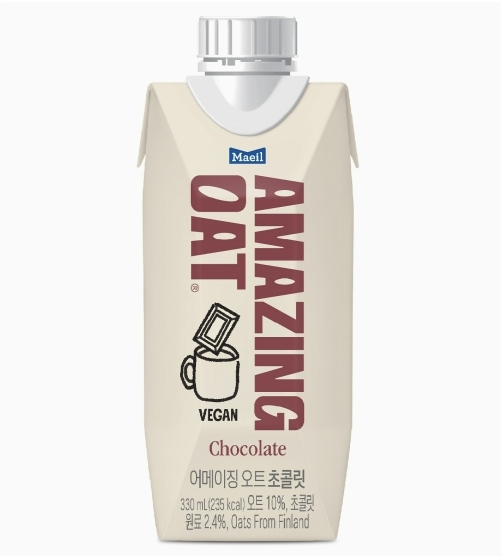 Maeil
AMAZING
OAT®
VEGAN
Chocolate
어메이징 오트 초콜릿
330 mL(235 kcal) 오트 10%, 초콜릿
원료 2.4%, Oats From Finland